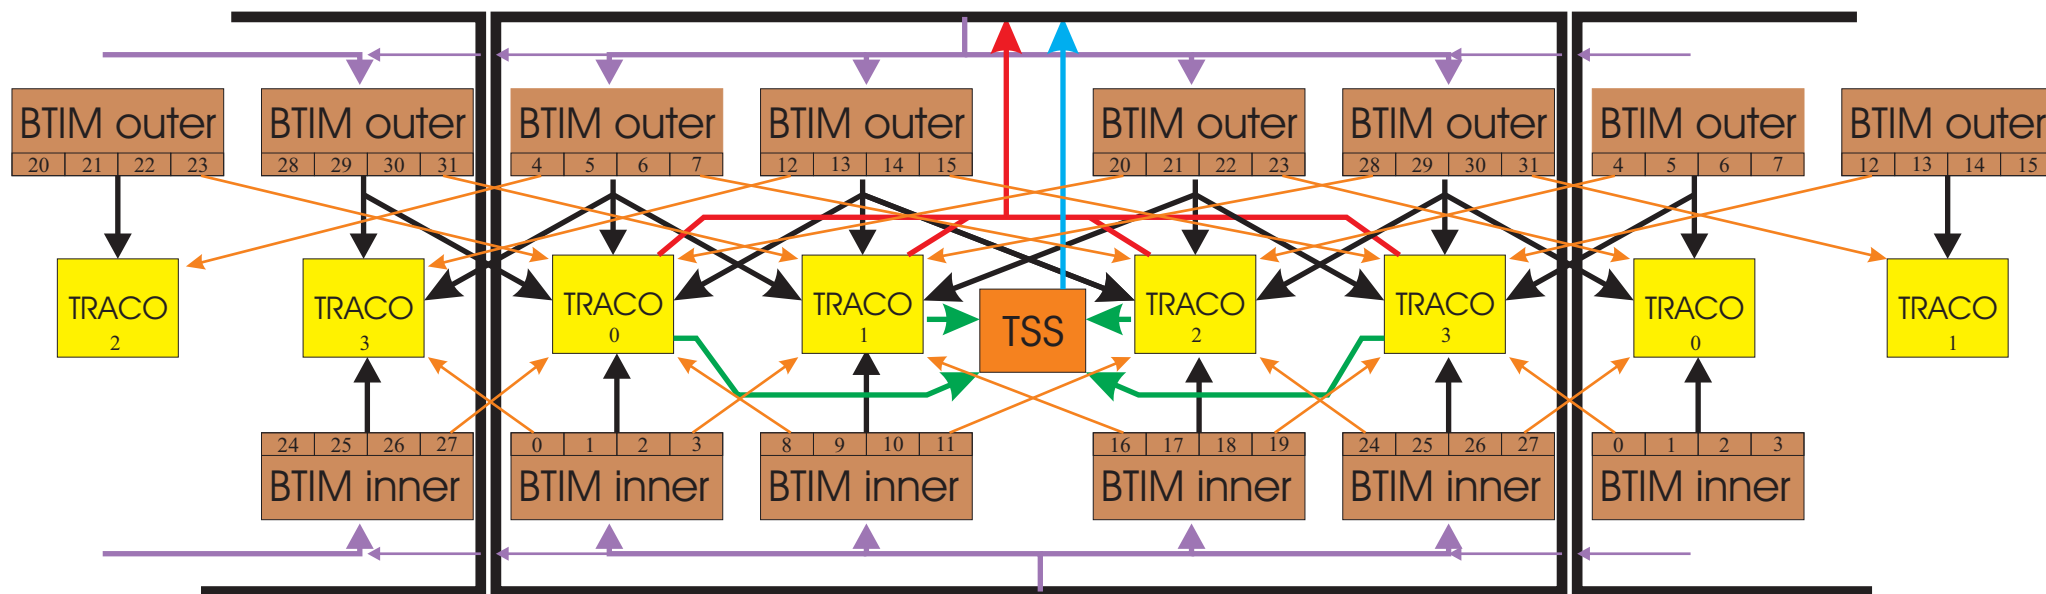 BTIM outer BTIM outer BTIM outer BTIM outer BTIM outer BTIM outer BTIM outer BTIM outer
20 21 22 23 28 29 30 31 4 5 6 7 12 13 14 15 20 21 22 23 28 29 30 31 4 5 6 7 12 13 14 15
TRACO TRACO TRACO TRACO TSS TRACO TRACO TRACO TRACO
2 3 0 1 2 3 0 1
24 25 26 27 0 1 2 3 8 9 10 11 16 17 18 19 24 25 26 27 0 1 2 3
BTIM inner BTIM inner BTIM inner BTIM inner BTIM inner BTIM inner